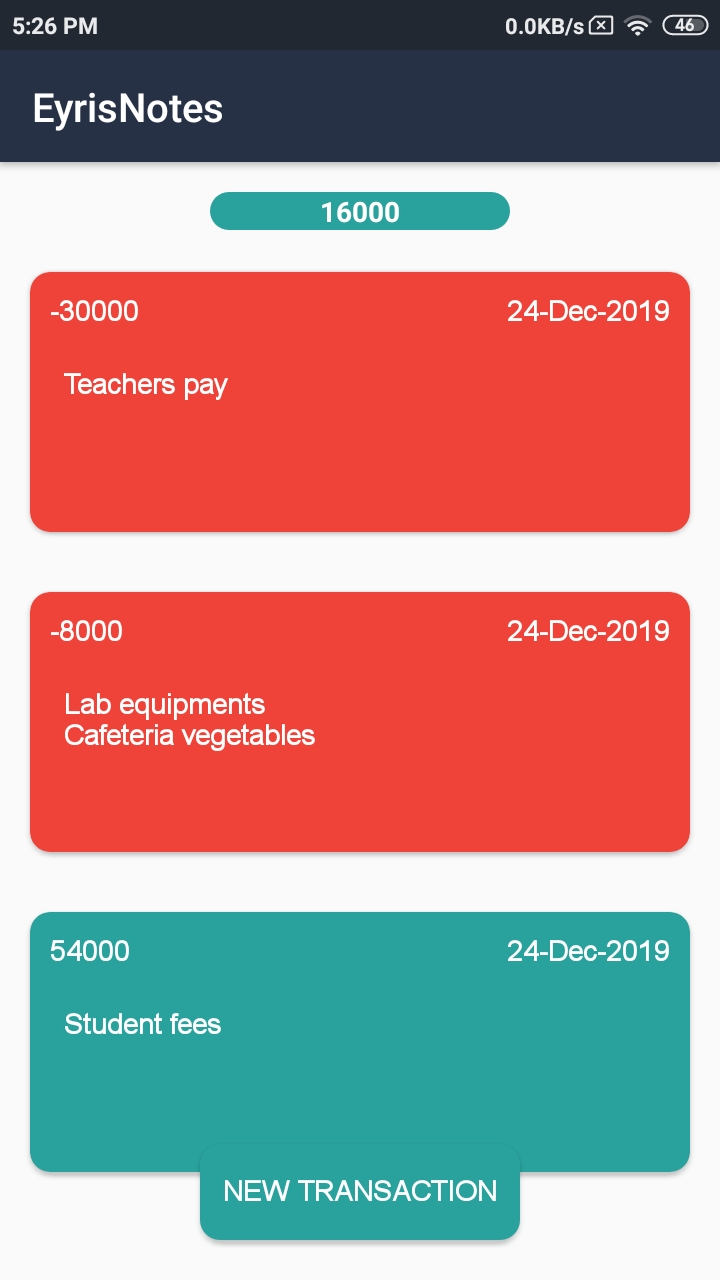 5:26 PM 0.0KB/s 46
EyrisNotes
16000
-30000 24-Dec-2019
Teachers pay
-8000 24-Dec-2019
Lab equipments
Cafeteria vegetables
54000 24-Dec-2019
Student fees
NEW TRANSACTION